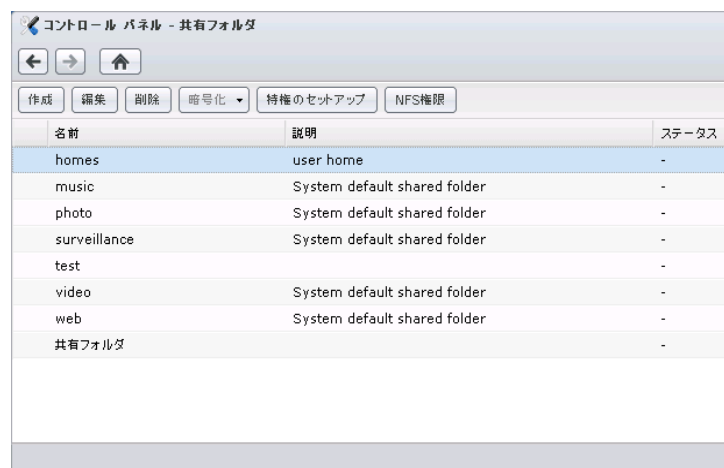 コントロール パネル - 共有フォルダ
作成 編集 削除 暗号化 特権のセットアップ NFS権限
名前 説明 ステータス
homes user home -
music System default shared folder -
photo System default shared folder -
surveillance System default shared folder -
test -
video System default shared folder -
web System default shared folder -
共有フォルダ -